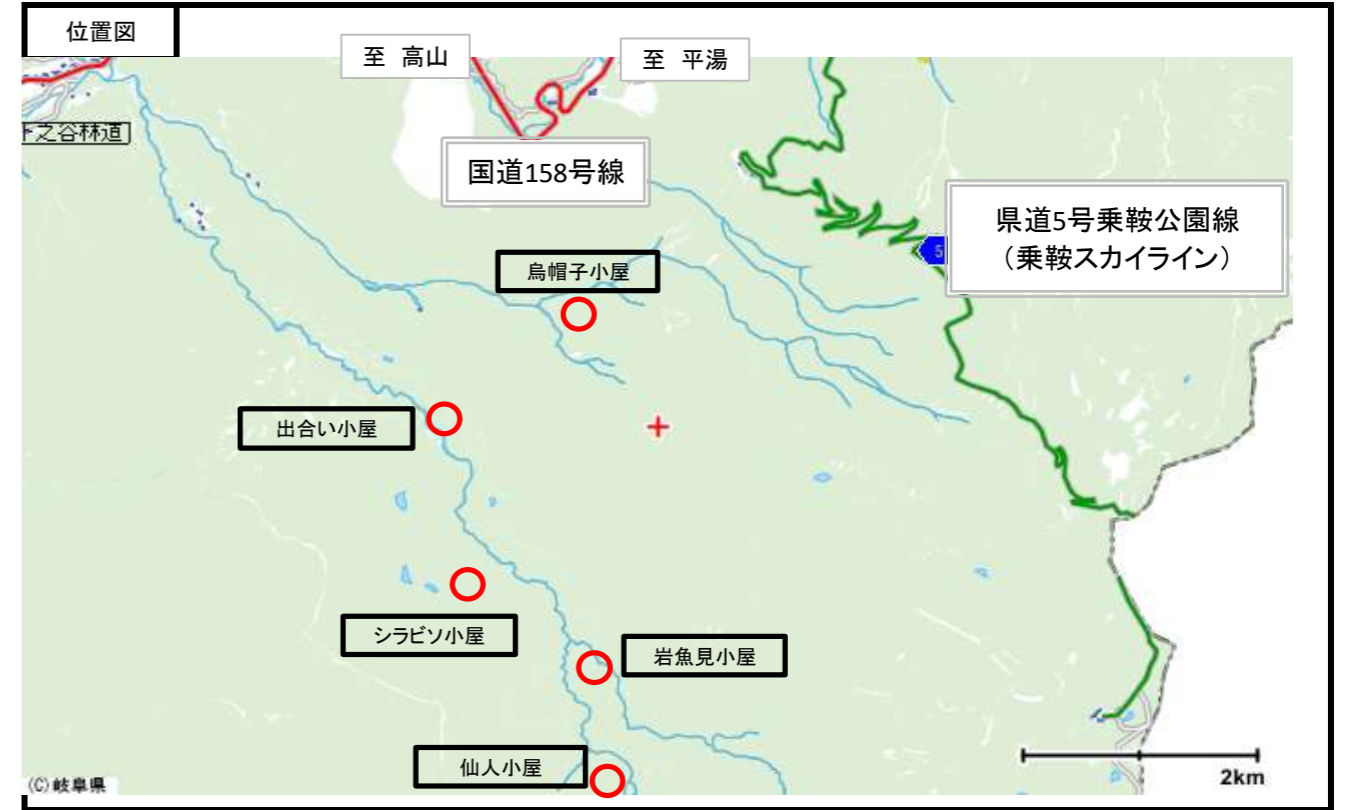 位置図
至 高山
至 平湯
ト之谷林道
国道158号線
県道5号乗鞍公園線
（乗鞍スカイライン）
5
烏帽子小屋
出合い小屋
シラビソ小屋
岩魚見小屋
仙人小屋
2km
(C)岐阜県